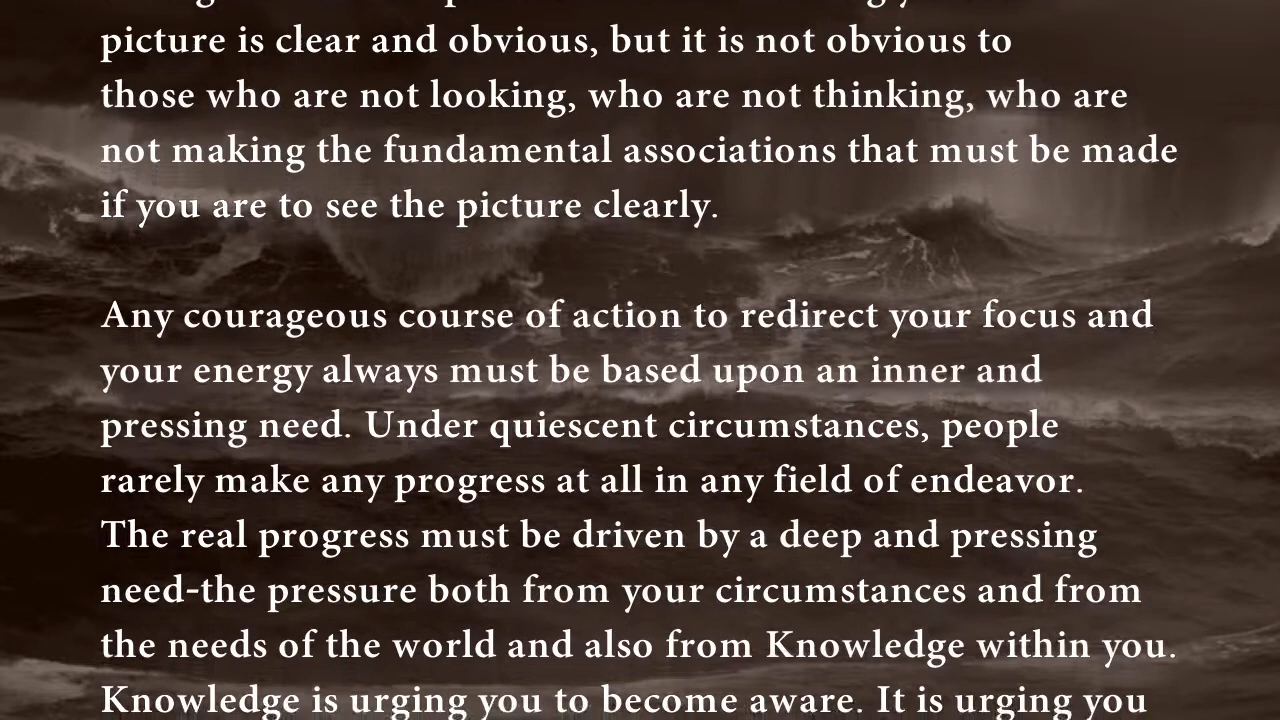 picture is clear and obvious, but it is not obvious to
those who are not looking, who are not thinking, who are
not making the fundamental associations that must be made
if you are to see the picture clearly.
Any courageous course of action to redirect your focus and
your energy always must be based upon an inner and
pressing need. Under quiescent circumstances, people
rarely make any progress at all in any field of endeavor.
The real progress must be driven by a deep and pressing
need-the pressure both from your circumstances and from
the needs of the world and also from Knowledge within you.
Knowledge is urging you to become aware. It is urging you